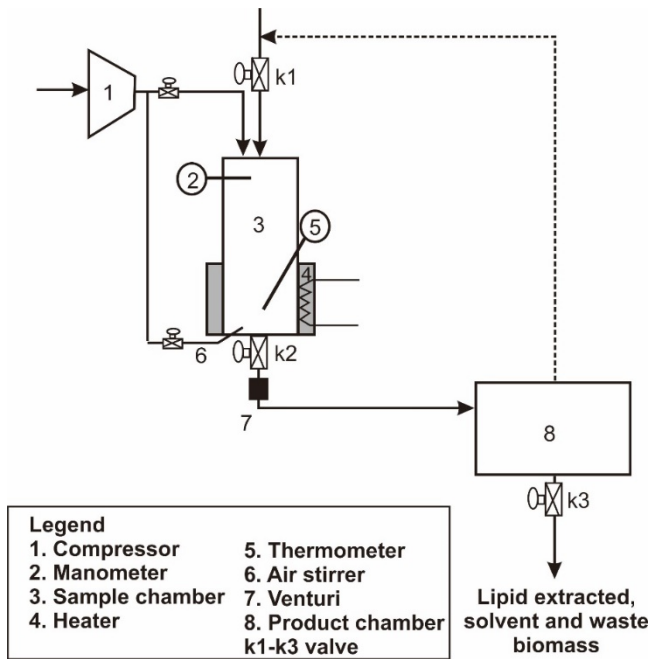 k1
1
2
3
5
4
k2
6
7
8
k3
Legend
1. Compressor
2. Manometer
3. Sample chamber
4. Heater
5. Thermometer
6. Air stirrer
7. Venturi
8. Product chamber
k1-k3 valve
Lipid extracted,
solvent and waste
biomass